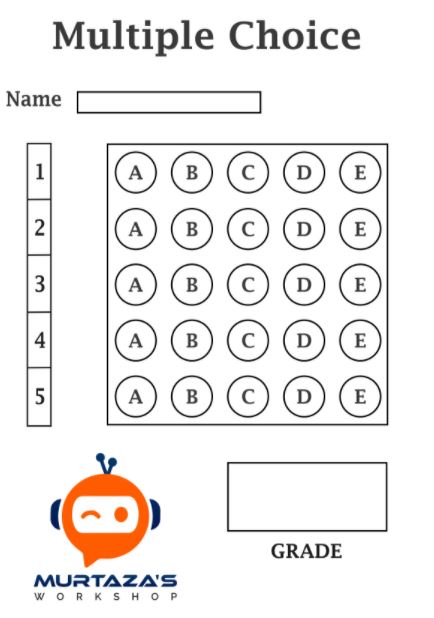 Multiple Choice
Name
1 A B C D E
2 A B C D E
3 A B C D E
4 A B C D E
5 A B C D E
GRADE
MURTAZA'S
WORKSHOP